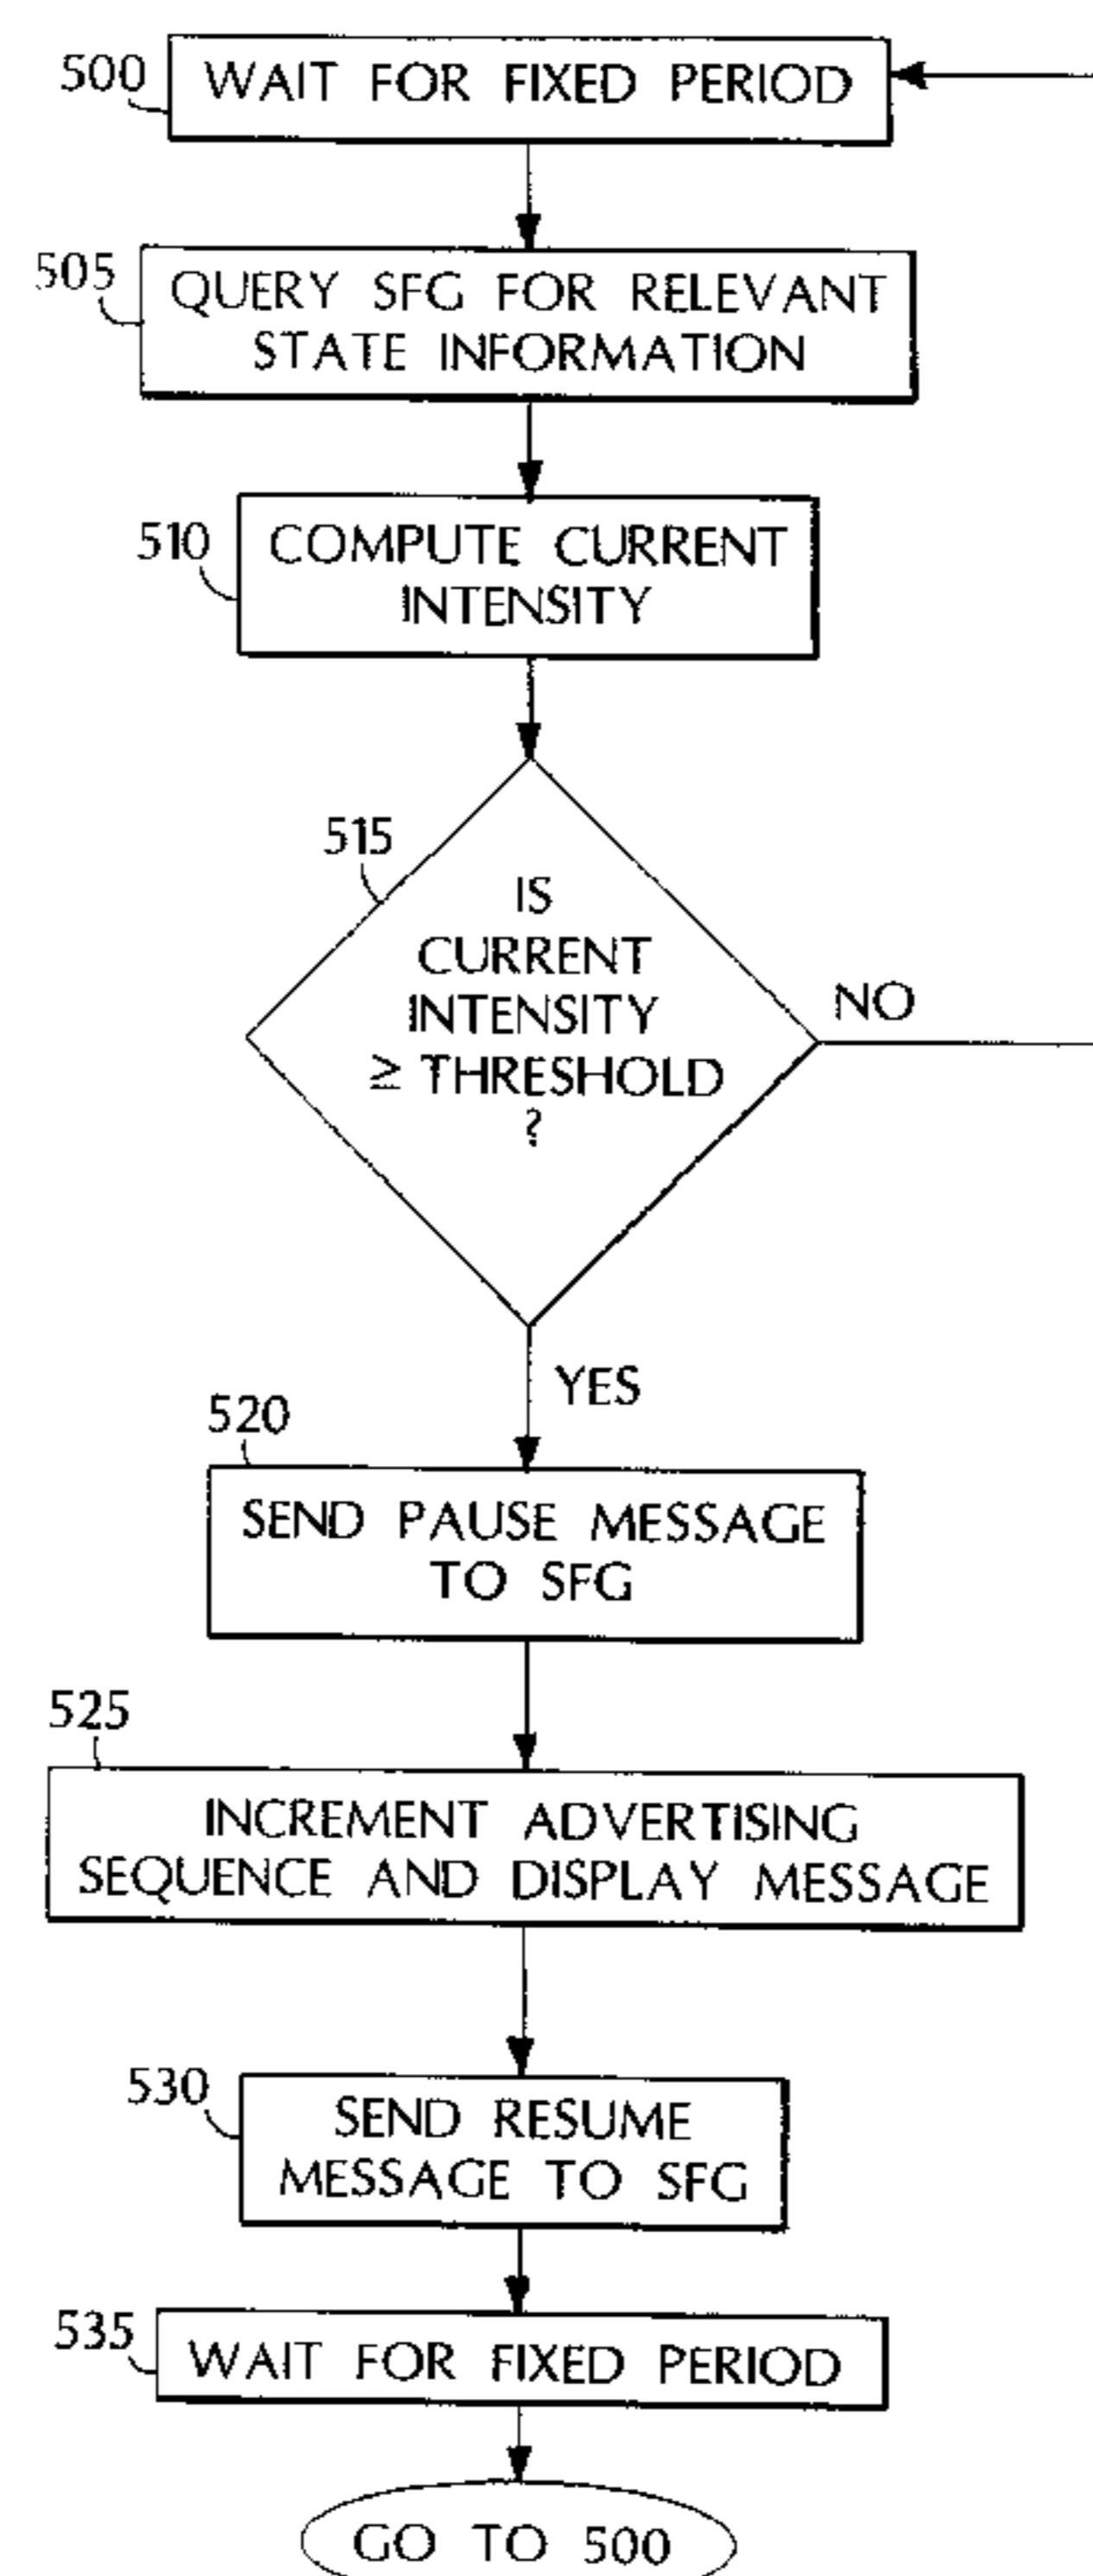 500
WAIT FOR FIXED PERIOD
505
QUERY SFG FOR RELEVANT
STATE INFORMATION
510
COMPUTE CURRENT
INTENSITY
515
IS
CURRENT
INTENSITY
≥ THRESHOLD
?
NO
YES
520
SEND PAUSE MESSAGE
TO SFG
525
INCREMENT ADVERTISING
SEQUENCE AND DISPLAY MESSAGE
530
SEND RESUME
MESSAGE TO SFG
535
WAIT FOR FIXED PERIOD
GO TO 500